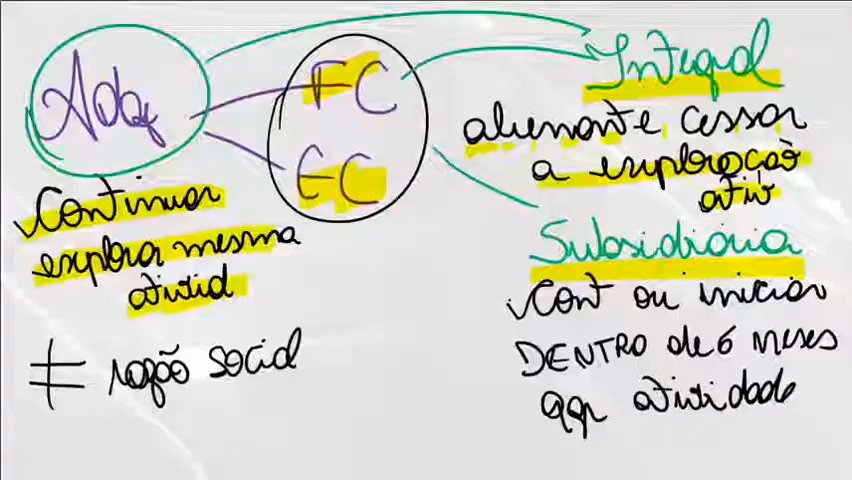 Adq
FC
EC
Continuar
explora mesma
ativid
≠ razão social
Integral
alienante cessar
a exploração
ativ
Subsidiária
Cont ou iniciar
DENTRO de 6 meses
qqr atividade